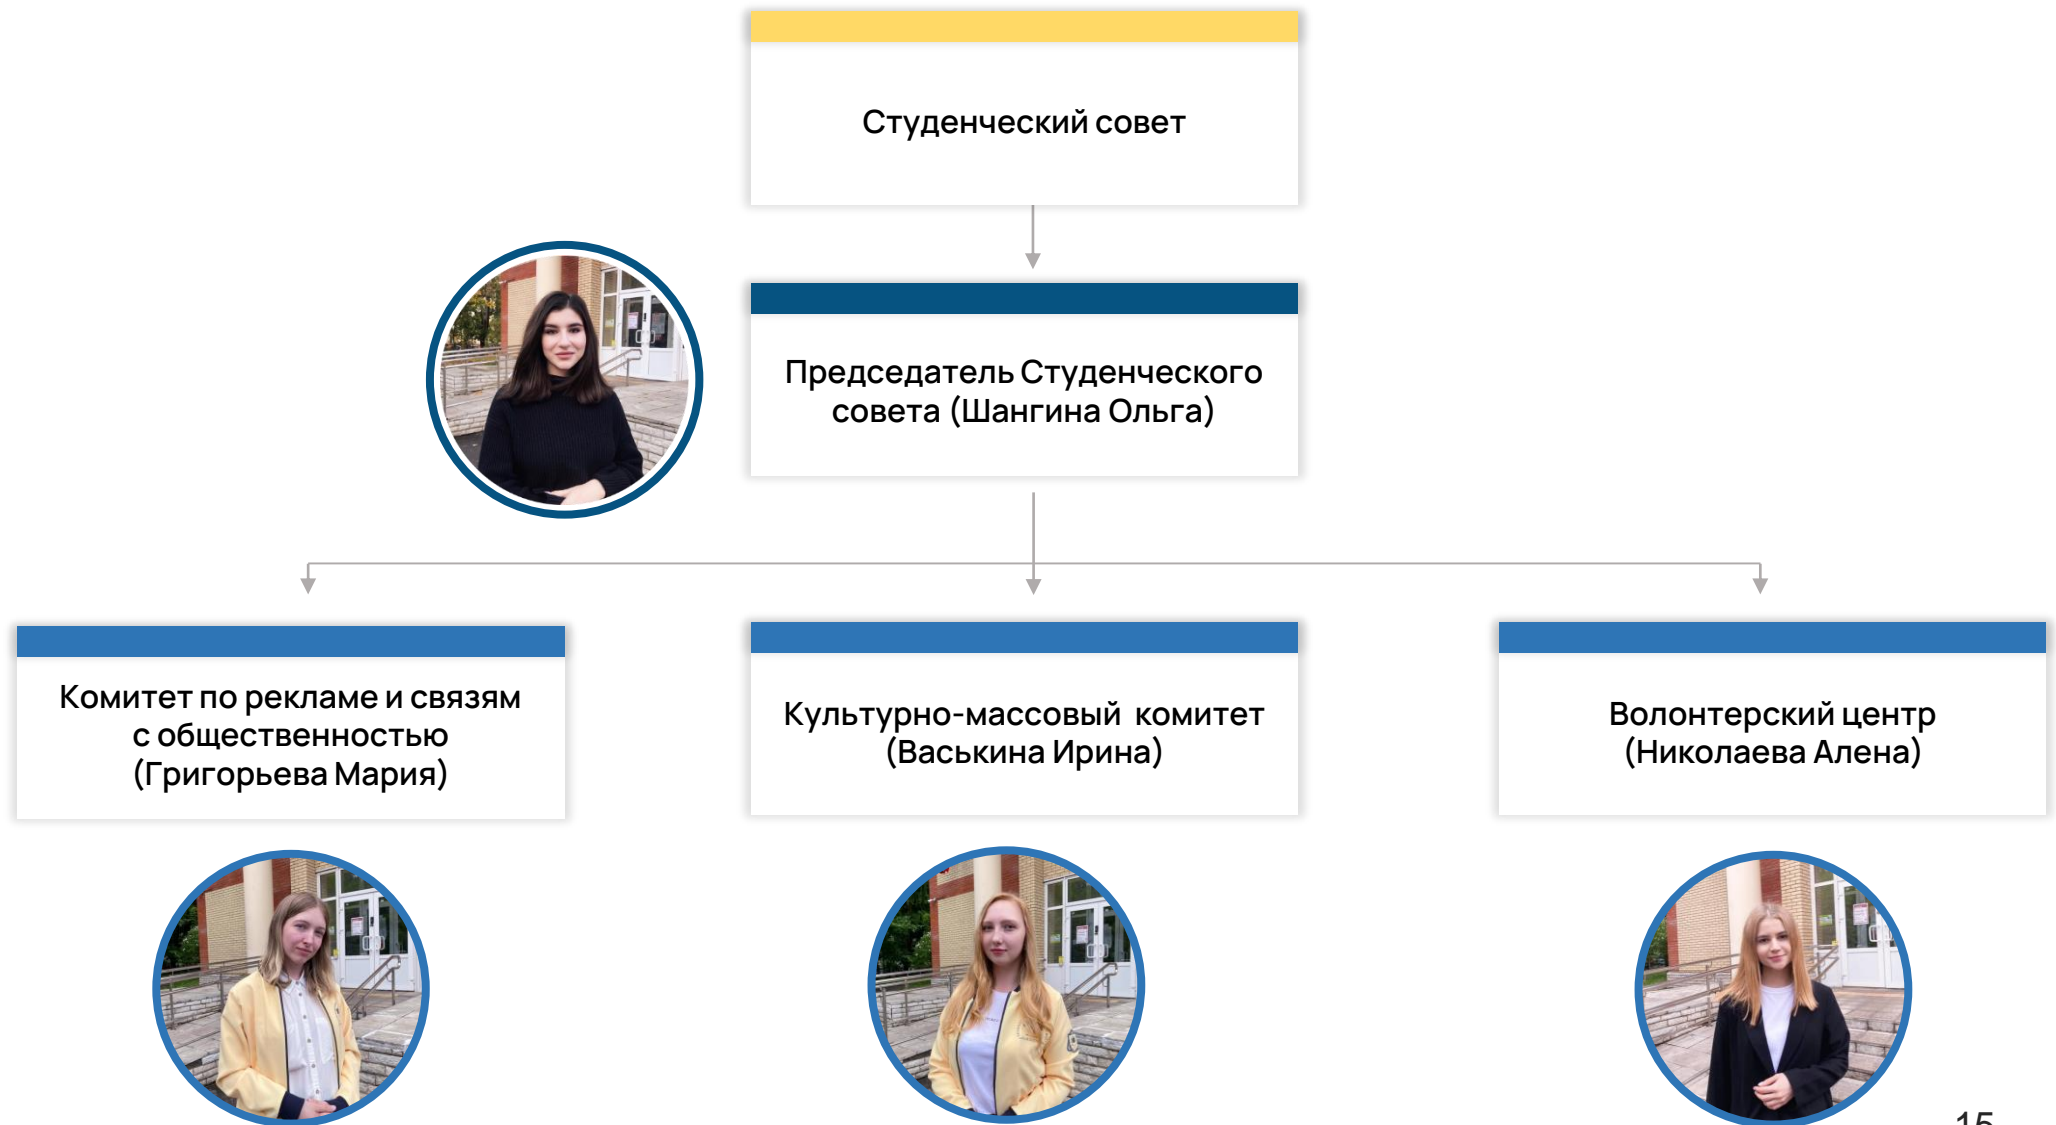 Студенческий совет
Председатель Студенческого
совета (Шангина Ольга)
Комитет по рекламе и связям
с общественностью
(Григорьева Мария)
Культурно-массовый комитет
(Васькина Ирина)
Волонтерский центр
(Николаева Алена)
15